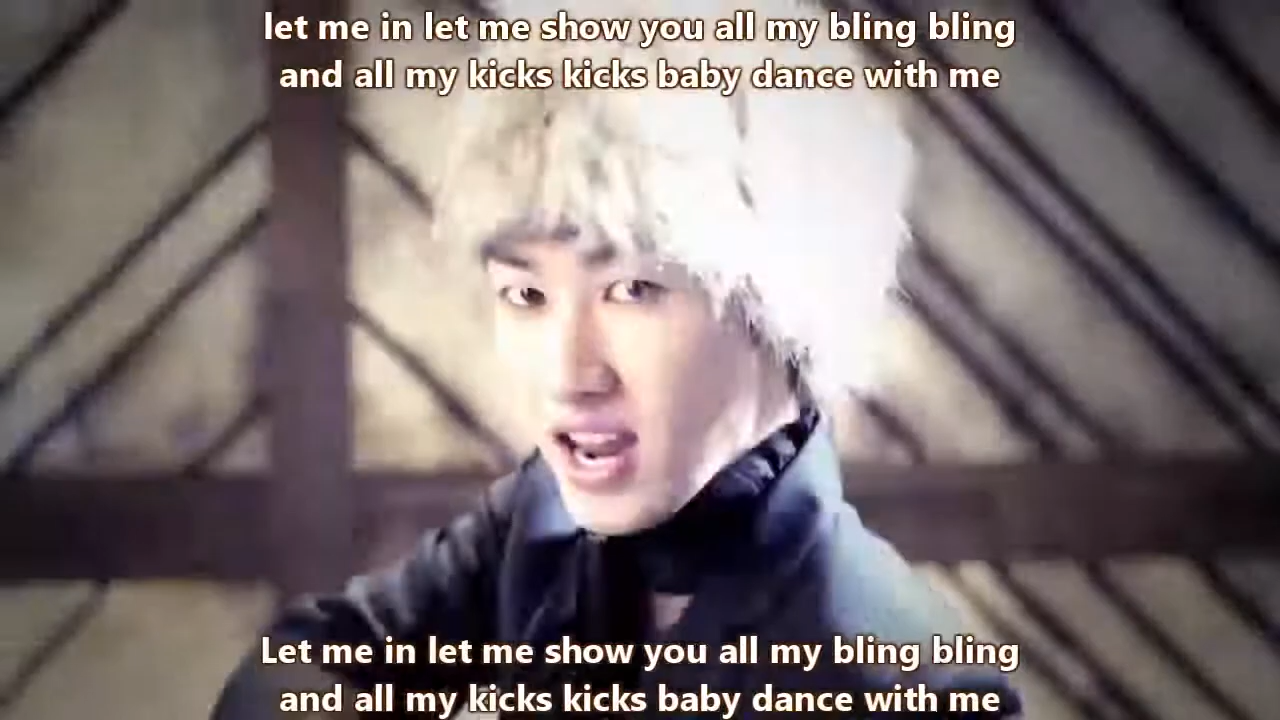 let me in let me show you all my bling bling
and all my kicks kicks baby dance with me
Let me in let me show you all my bling bling
and all my kicks kicks baby dance with me